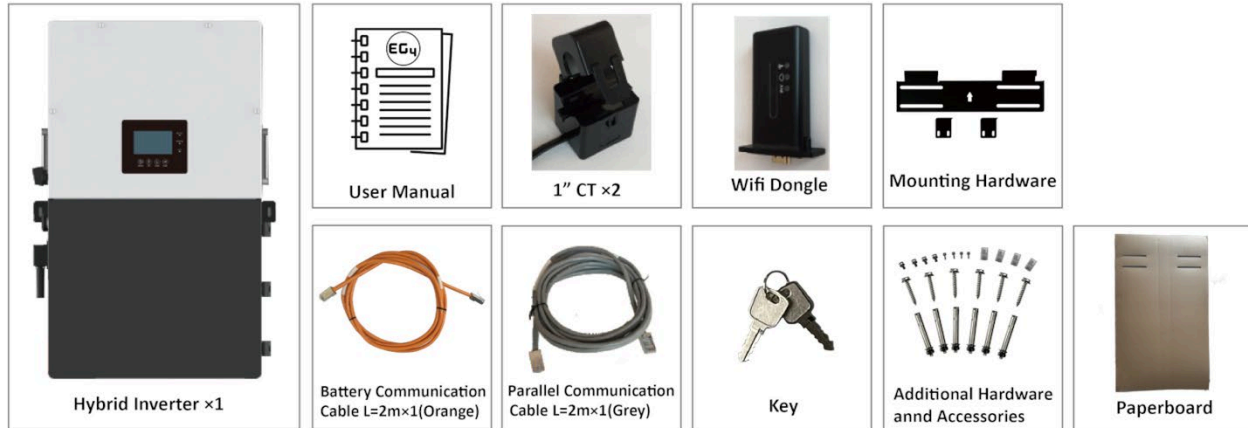 EG4
User Manual
1" CT ×2
Wifi Dongle
Mounting Hardware
Hybrid Inverter ×1
Battery Communication
Cable L=2m×1(Orange)
Parallel Communication
Cable L=2m×1(Grey)
Key
Additional Hardware
annd Accessories
Paperboard